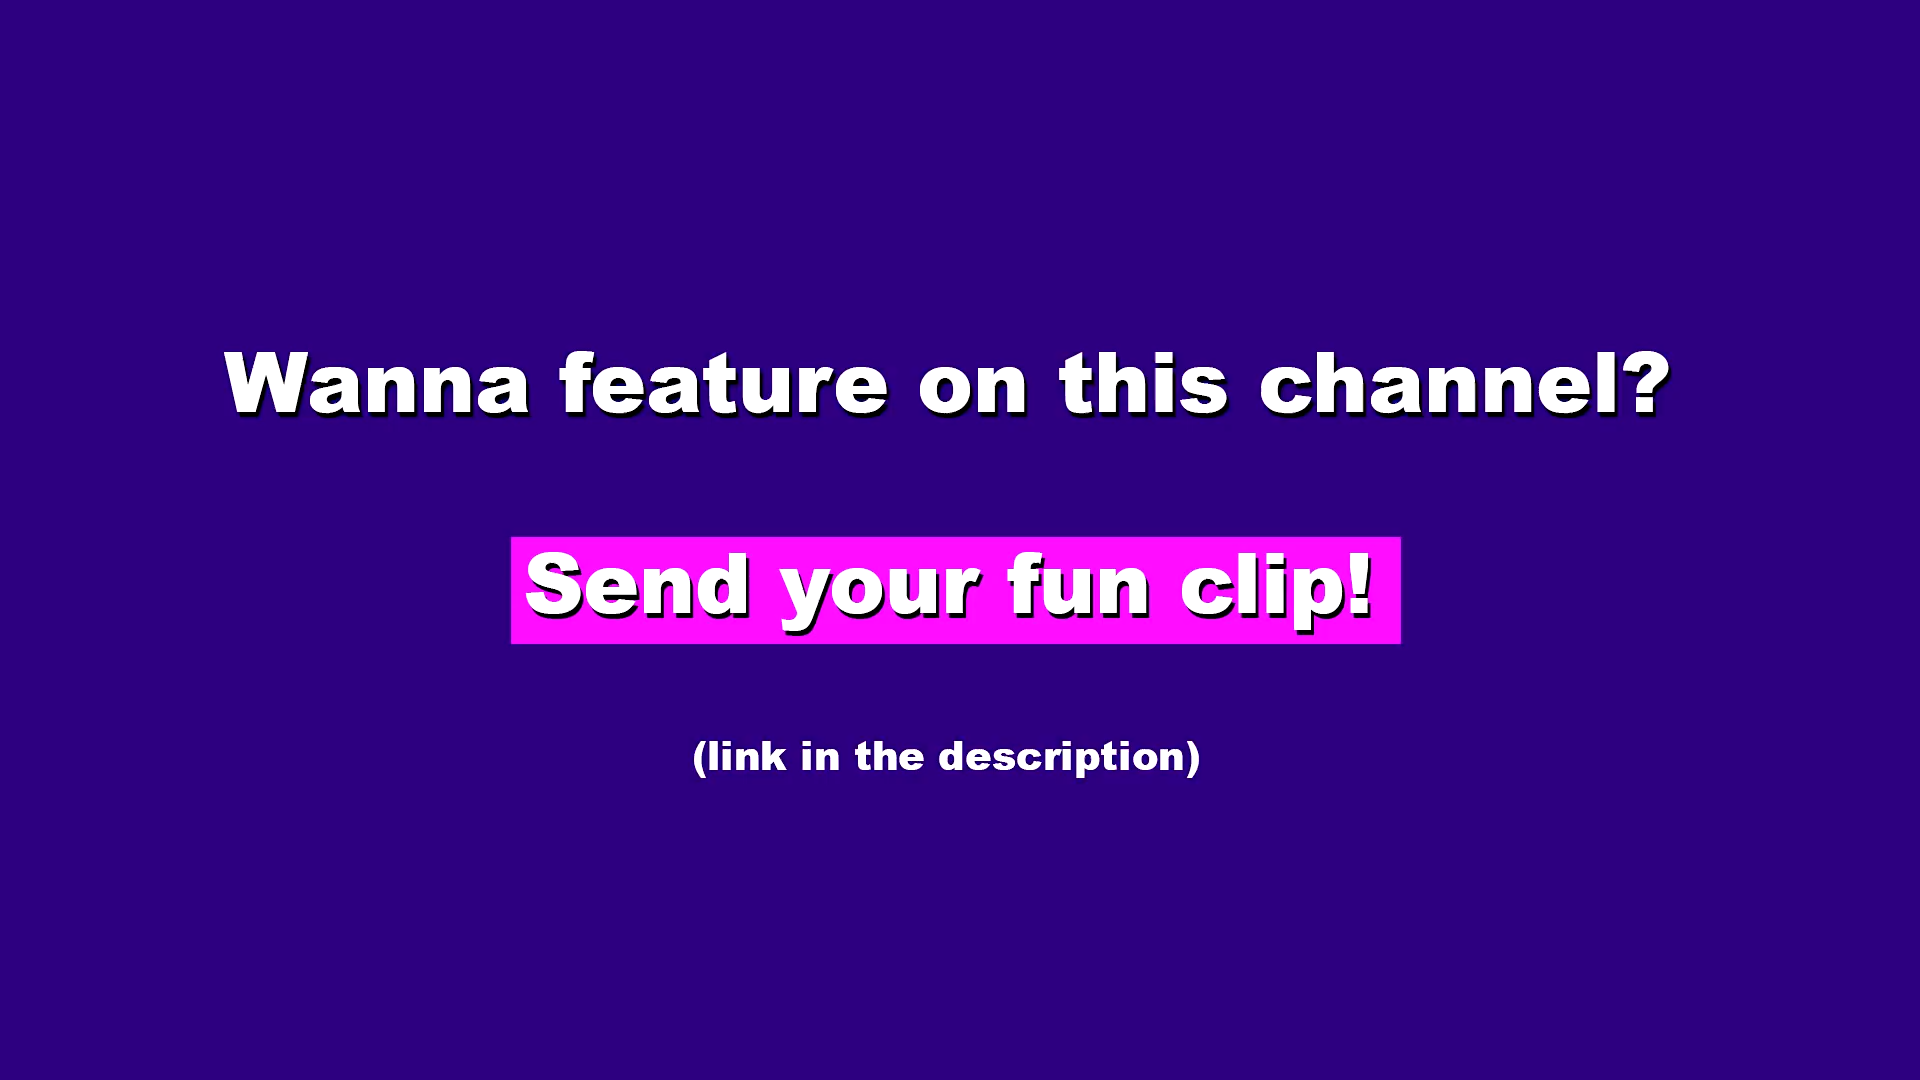 Wanna feature on this channel?
Send your fun clip!
(link in the description)